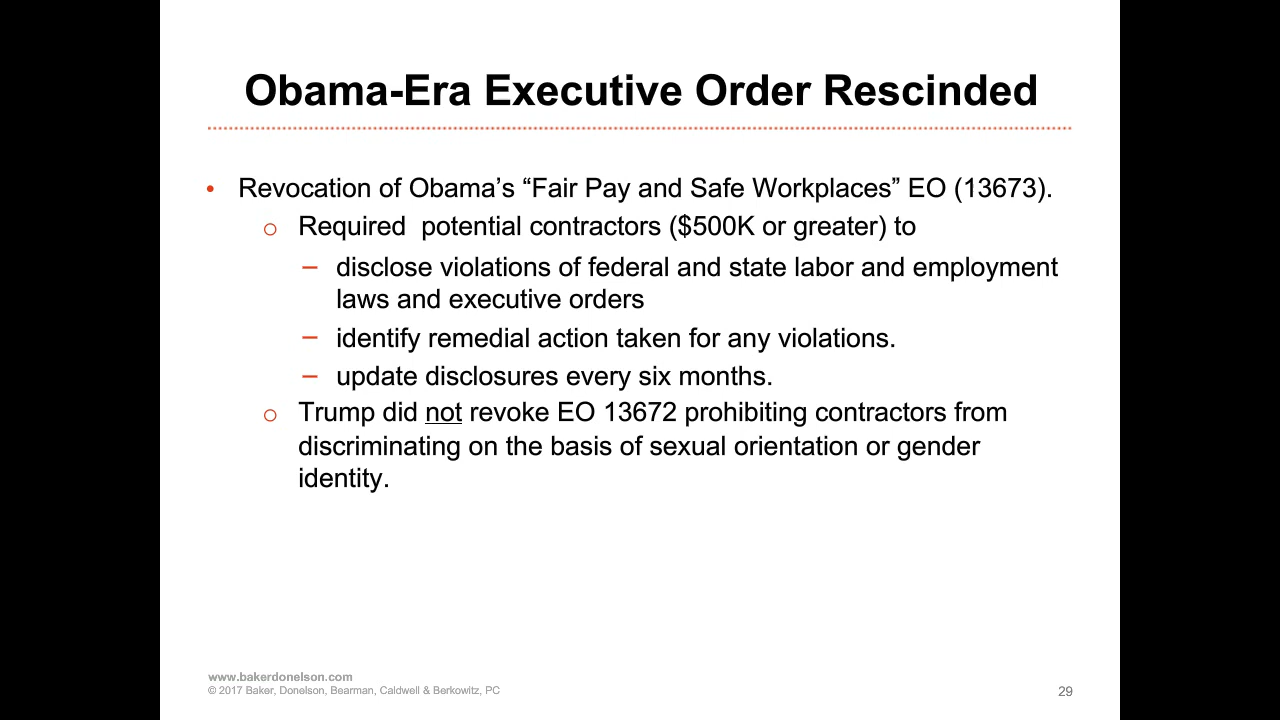 Obama-Era Executive Order Rescinded
• Revocation of Obama’s “Fair Pay and Safe Workplaces” EO (13673).
o Required  potential contractors ($500K or greater) to
– disclose violations of federal and state labor and employment
laws and executive orders
– identify remedial action taken for any violations.
– update disclosures every six months.
o Trump did not revoke EO 13672 prohibiting contractors from
discriminating on the basis of sexual orientation or gender
identity.
www.bakerdonelson.com
© 2017 Baker, Donelson, Bearman, Caldwell & Berkowitz, PC
29